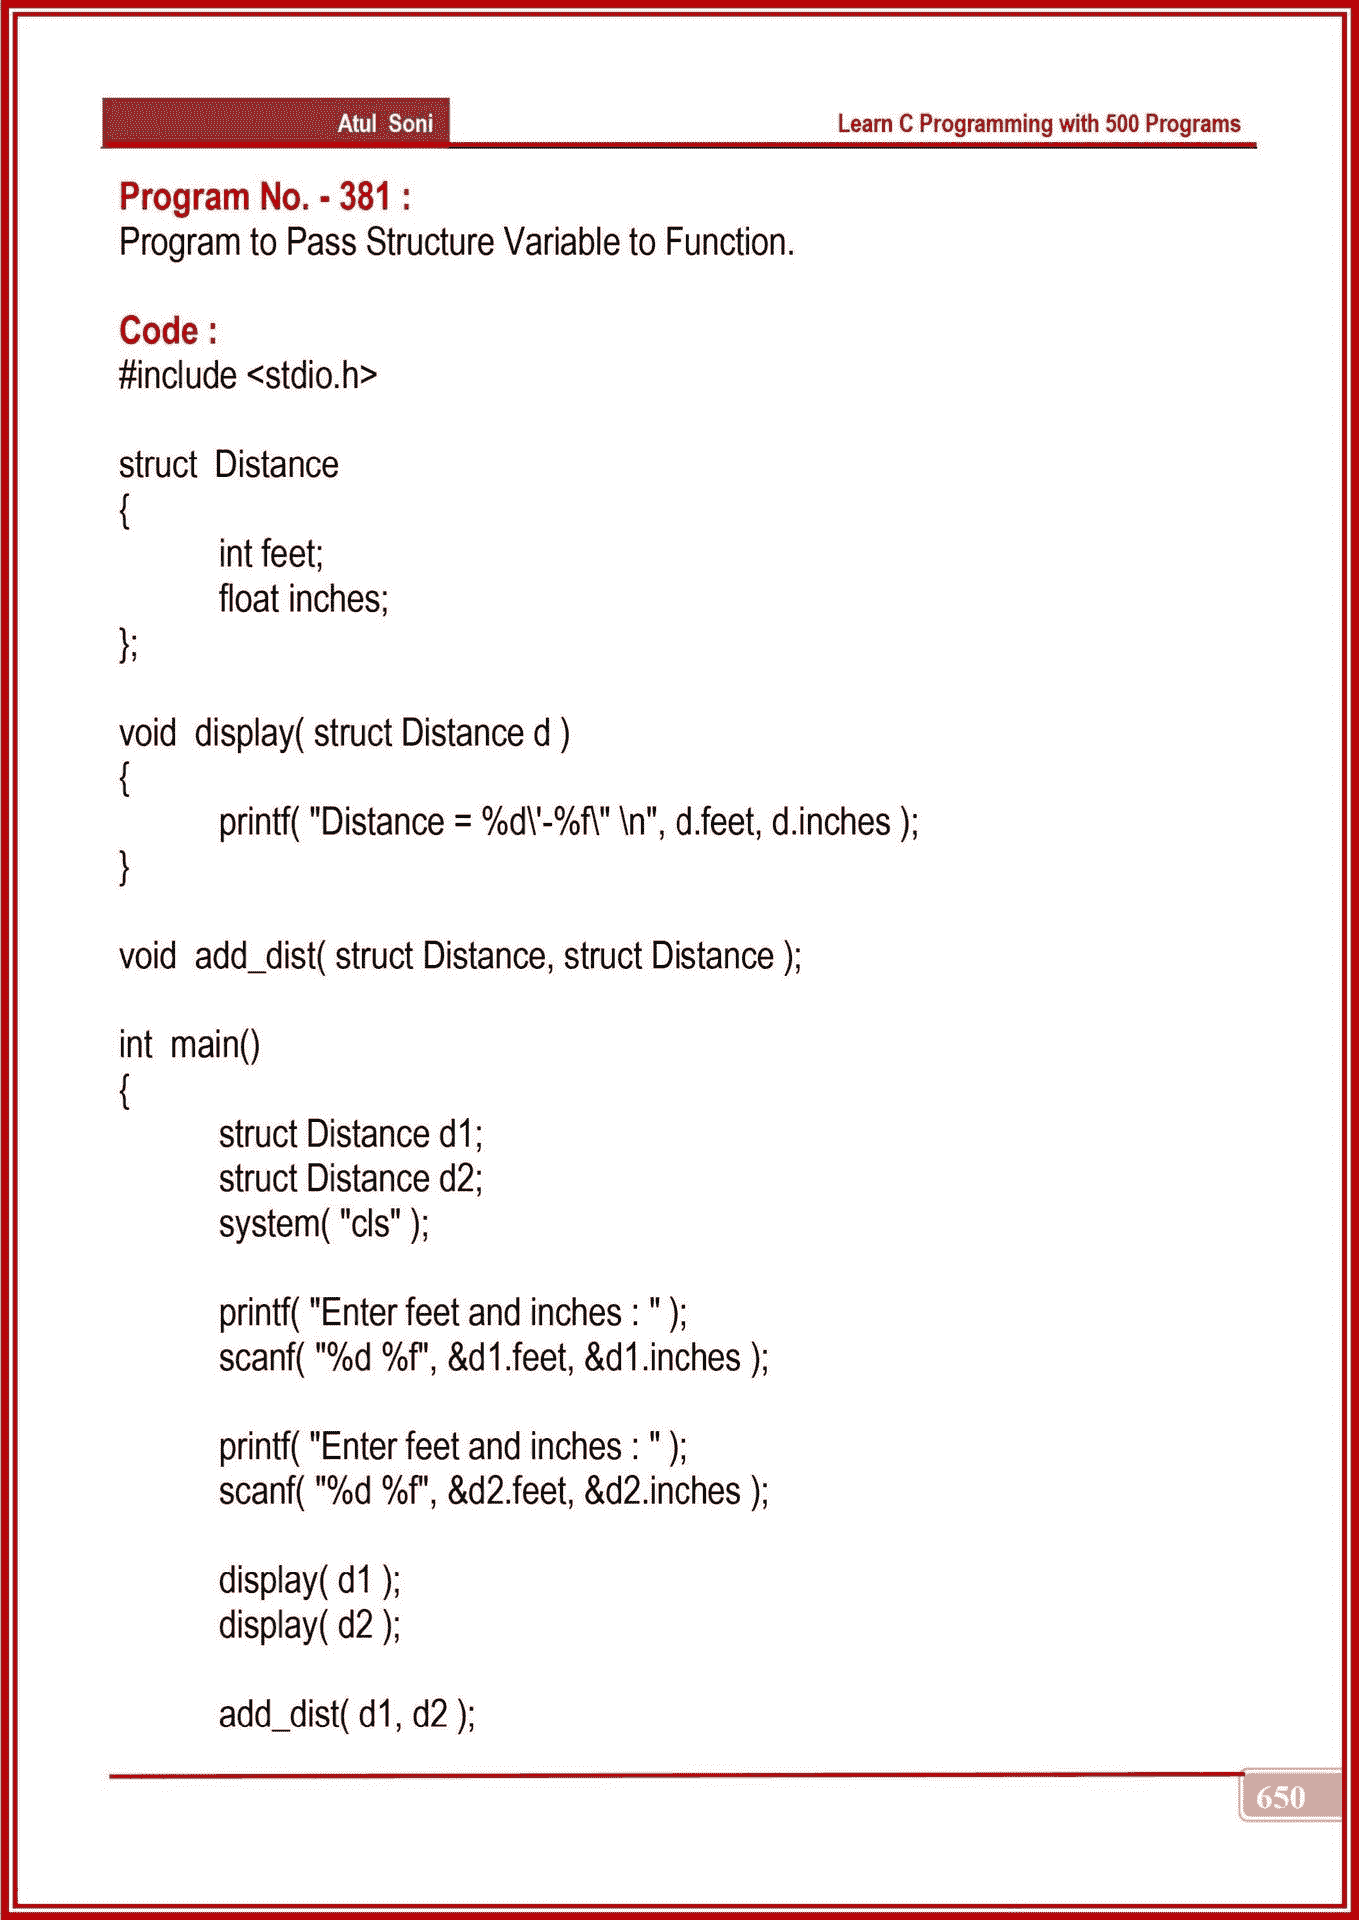 Atul  Soni
Learn C Programming with 500 Programs
Program No. - 381 :
Program to Pass Structure Variable to Function.
Code :
#include <stdio.h>
struct  Distance
{
int feet;
float inches;
};
void  display( struct Distance d )
{
printf( "Distance = %d\'-%f\" \n", d.feet, d.inches );
}
void  add_dist( struct Distance, struct Distance );
int  main()
{
struct Distance d1;
struct Distance d2;
system( "cls" );
printf( "Enter feet and inches : " );
scanf( "%d %f", &d1.feet, &d1.inches );
printf( "Enter feet and inches : " );
scanf( "%d %f", &d2.feet, &d2.inches );
display( d1 );
display( d2 );
add_dist( d1, d2 );
650